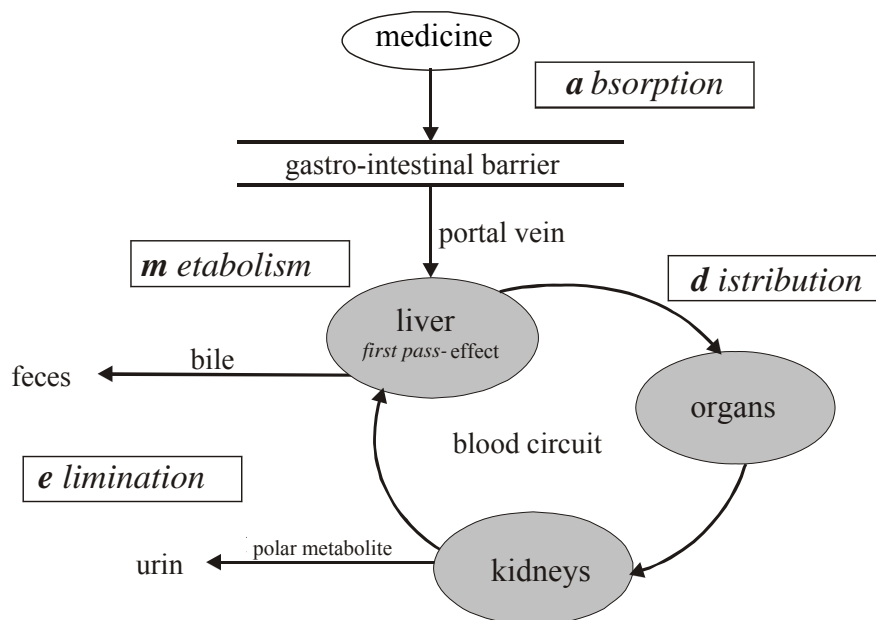 medicine
a bsorption
gastro-intestinal barrier
portal vein
m etabolism
d istribution
liver
first pass- effect
bile
feces
organs
blood circuit
e limination
polar metabolite
urin
kidneys